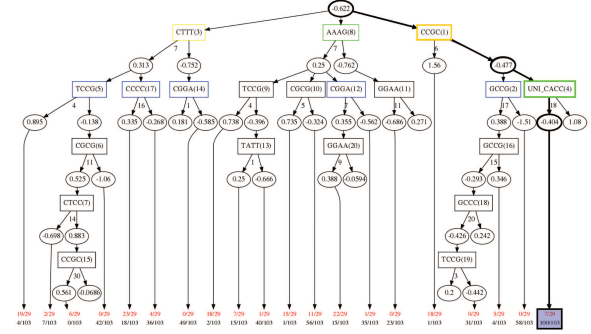 -0.622
CTTT(3) AAAG(8) CCGC(1)
7 7 6
0.313 -0.752 0.25 -0.762 1.56 -0.477
TCCG(5) CCCC(17) CGGA(14) TCCG(9) CGCG(10) CGGA(12) GGAA(11) GCCG(2) UNI_CACC(4)
4 16 1 4 5 7 11 17 18
0.895 -0.138 0.335 -0.268 0.181 -0.585 0.738 -0.396 0.735 -0.324 0.355 -0.562 -0.686 0.271 0.388 -1.51 -0.404 1.08
CGCG(6) TATT(13) GGAA(20) GCCG(16)
11 1 9 15
0.525 -1.06 0.25 -0.666 0.388 -0.0594 -0.293 0.346
CTCC(7) GCCC(18)
14 20
-0.698 0.883 -0.426 0.242
CCGC(15) TCCG(19)
30 3
0.561 -0.0686 0.2 -0.442
19/29 2/29 6/29 0/29 23/29 4/29 0/29 18/29 7/29 1/29 15/29 11/29 22/29 1/29 0/29 18/29 0/29 3/29 0/29 7/29
4/103 7/103 0/103 42/103 18/103 36/103 49/103 2/103 15/103 40/103 1/103 56/103 15/103 35/103 23/103 1/103 31/103 4/103 58/103 100/103